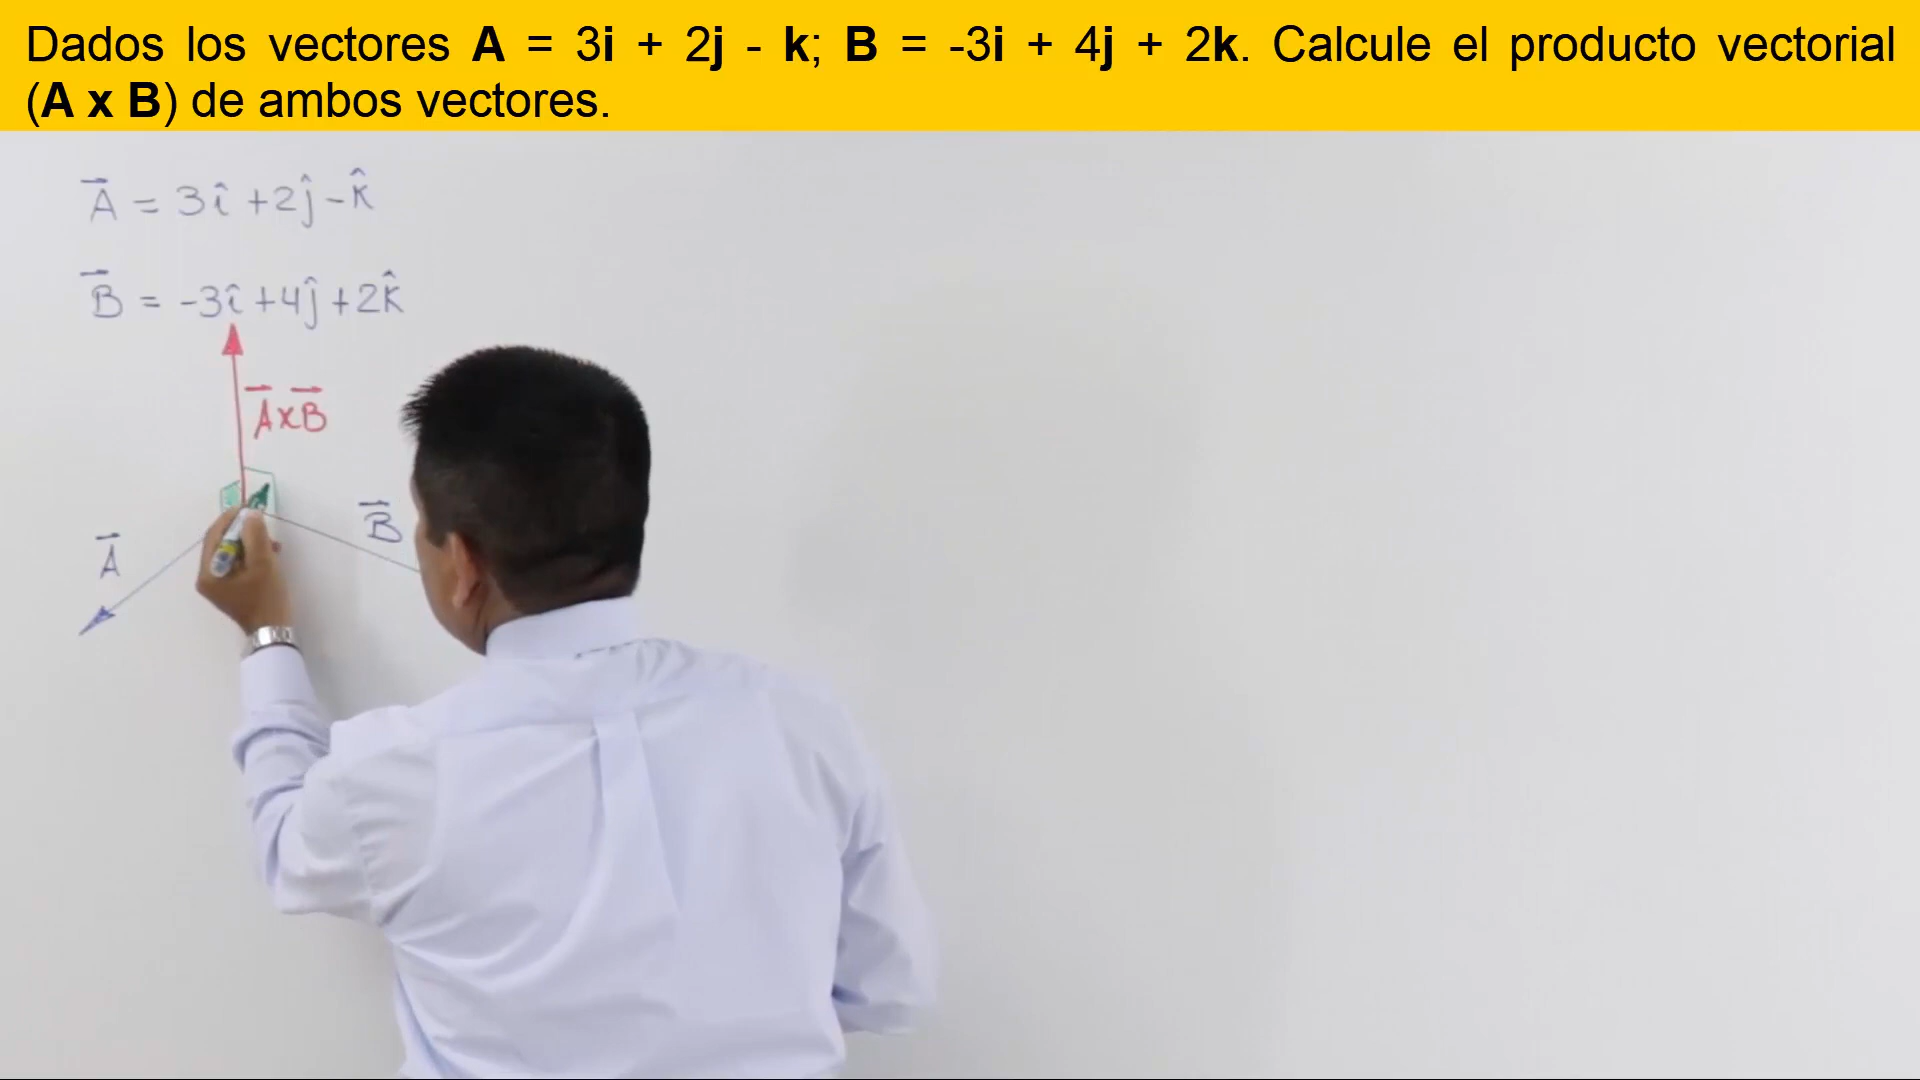 Dados los vectores A = 3i + 2j - k; B = -3i + 4j + 2k. Calcule el producto vectorial
(A x B) de ambos vectores.
A⃗ = 3î + 2ĵ - k̂
B⃗ = -3î + 4ĵ + 2k̂
A⃗ x B⃗
B⃗
A⃗